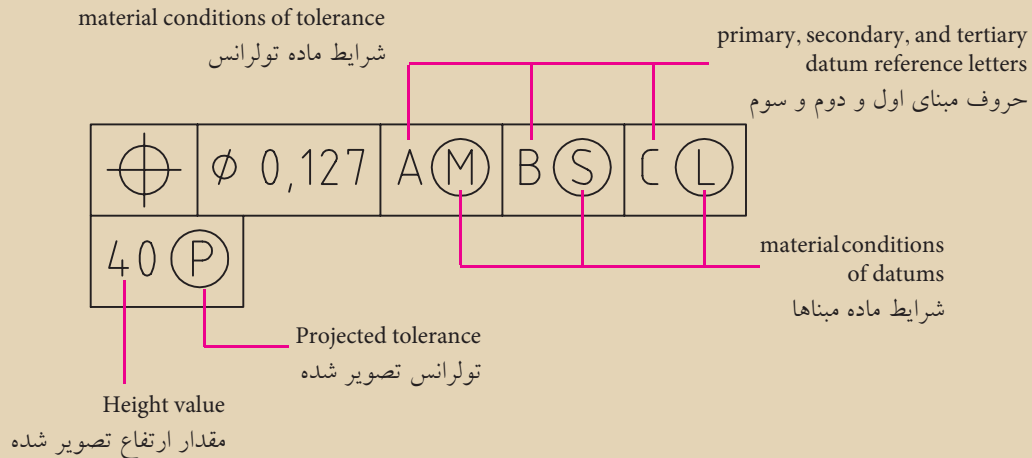 material conditions of tolerance
شرایط ماده تولرانس
primary, secondary, and tertiary
datum reference letters
حروف مبنای اول و دوم و سوم
⌖ ⌀ 0,127 A Ⓜ B Ⓢ C Ⓛ
40 Ⓟ
material conditions
of datums
شرایط ماده مبناها
Projected tolerance
تولرانس تصویر شده
Height value
مقدار ارتفاع تصویر شده